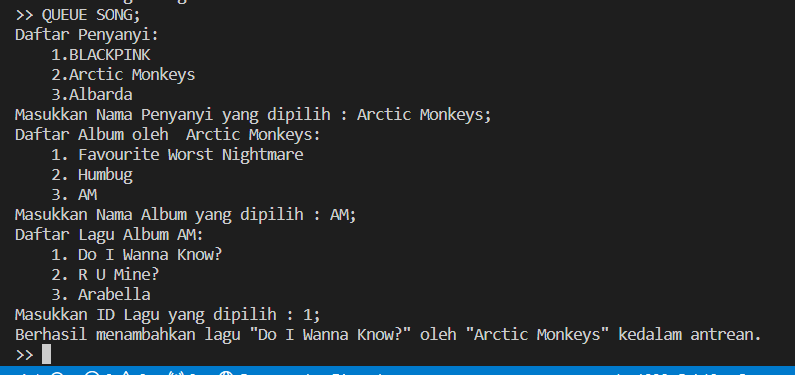 >> QUEUE SONG;
Daftar Penyanyi:
1.BLACKPINK
2.Arctic Monkeys
3.Albarda
Masukkan Nama Penyanyi yang dipilih : Arctic Monkeys;
Daftar Album oleh  Arctic Monkeys:
1. Favourite Worst Nightmare
2. Humbug
3. AM
Masukkan Nama Album yang dipilih : AM;
Daftar Lagu Album AM:
1. Do I Wanna Know?
2. R U Mine?
3. Arabella
Masukkan ID Lagu yang dipilih : 1;
Berhasil menambahkan lagu "Do I Wanna Know?" oleh "Arctic Monkeys" kedalam antrean.
>>